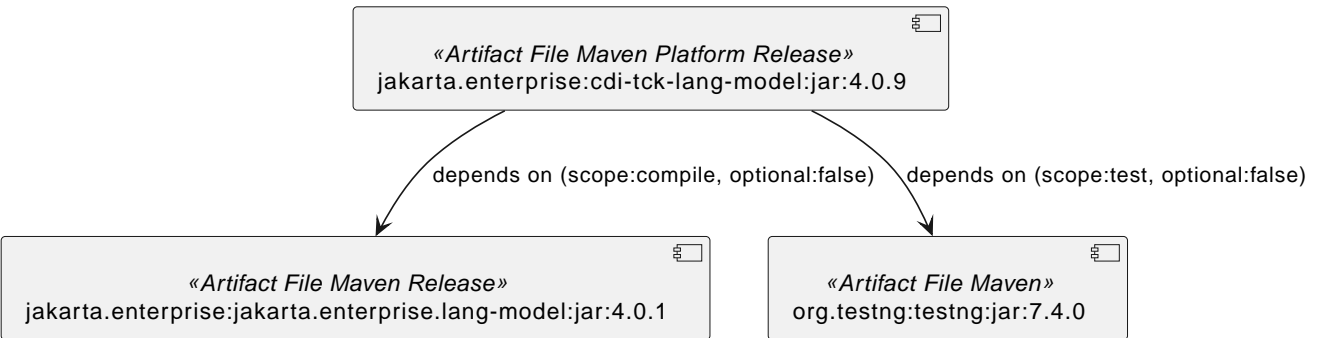 «Artifact File Maven Platform Release»
jakarta.enterprise:cdi-tck-lang-model:jar:4.0.9
depends on (scope:compile, optional:false)
depends on (scope:test, optional:false)
«Artifact File Maven Release»
jakarta.enterprise:jakarta.enterprise.lang-model:jar:4.0.1
«Artifact File Maven»
org.testng:testng:jar:7.4.0